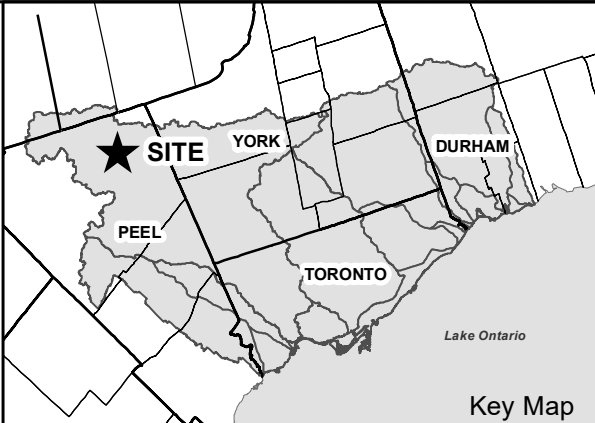 YORK
SITE
DURHAM
PEEL
TORONTO
Lake Ontario
Key Map